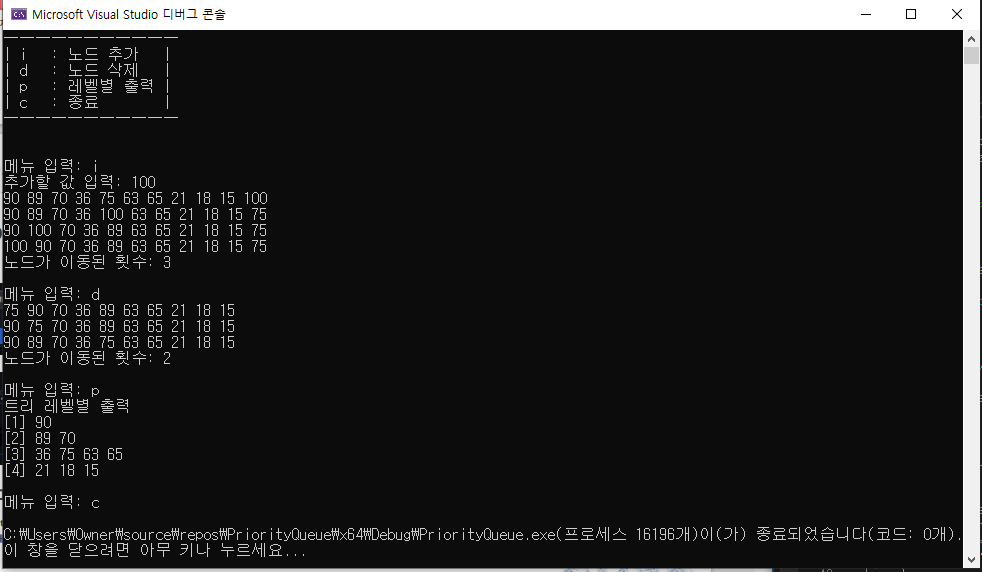 Microsoft Visual Studio 디버그 콘솔
ㅡㅡㅡㅡㅡㅡㅡㅡㅡㅡㅡ
| i : 노드 추가 |
| d : 노드 삭제 |
| p : 레벨별 출력 |
| c : 종료 |
ㅡㅡㅡㅡㅡㅡㅡㅡㅡㅡㅡ
메뉴 입력: i
추가할 값 입력: 100
90 89 70 36 75 63 65 21 18 15 100
90 89 70 36 100 63 65 21 18 15 75
90 100 70 36 89 63 65 21 18 15 75
100 90 70 36 89 63 65 21 18 15 75
노드가 이동된 횟수: 3
메뉴 입력: d
75 90 70 36 89 63 65 21 18 15
90 75 70 36 89 63 65 21 18 15
90 89 70 36 75 63 65 21 18 15
노드가 이동된 횟수: 2
메뉴 입력: p
트리 레벨별 출력
[1] 90
[2] 89 70
[3] 36 75 63 65
[4] 21 18 15
메뉴 입력: c
C:₩Users₩Owner₩source₩repos₩PriorityQueue₩x64₩Debug₩PriorityQueue.exe(프로세스 16196개)이(가) 종료되었습니다(코드: 0개).
이 창을 닫으려면 아무 키나 누르세요...